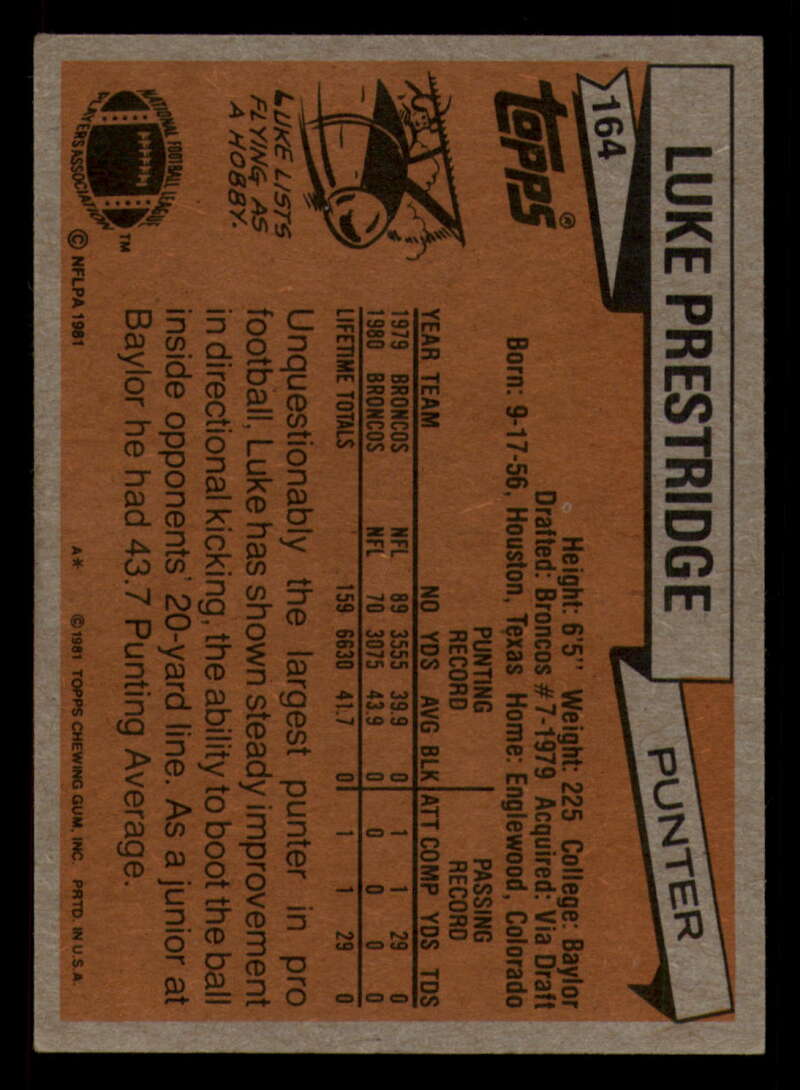 164
LUKE PRESTRIDGE
PUNTER
topps®
Height: 6'5" Weight: 225 College: Baylor
Drafted: Broncos #7-1979 Acquired: Via Draft
Born: 9-17-56, Houston, Texas Home: Englewood, Colorado
PUNTING RECORD PASSING RECORD
YEAR TEAM NO YDS AVG BLK ATT COMP YDS TDS
1979 BRONCOS NFL 89 3555 39.9 0 1 1 29 0
1980 BRONCOS NFL 70 3075 43.9 0 0 0 0 0
LIFETIME TOTALS 159 6630 41.7 0 1 1 29 0
LUKE LISTS
FLYING AS
A HOBBY.
Unquestionably the largest punter in pro
football, Luke has shown steady improvement
in directional kicking, the ability to boot the ball
inside opponents' 20-yard line. As a junior at
Baylor he had 43.7 Punting Average.
NATIONAL FOOTBALL LEAGUE
PLAYERS ASSOCIATION
TM
© NFLPA 1981
A* © 1981 TOPPS CHEWING GUM, INC. PRTD. IN U.S.A.